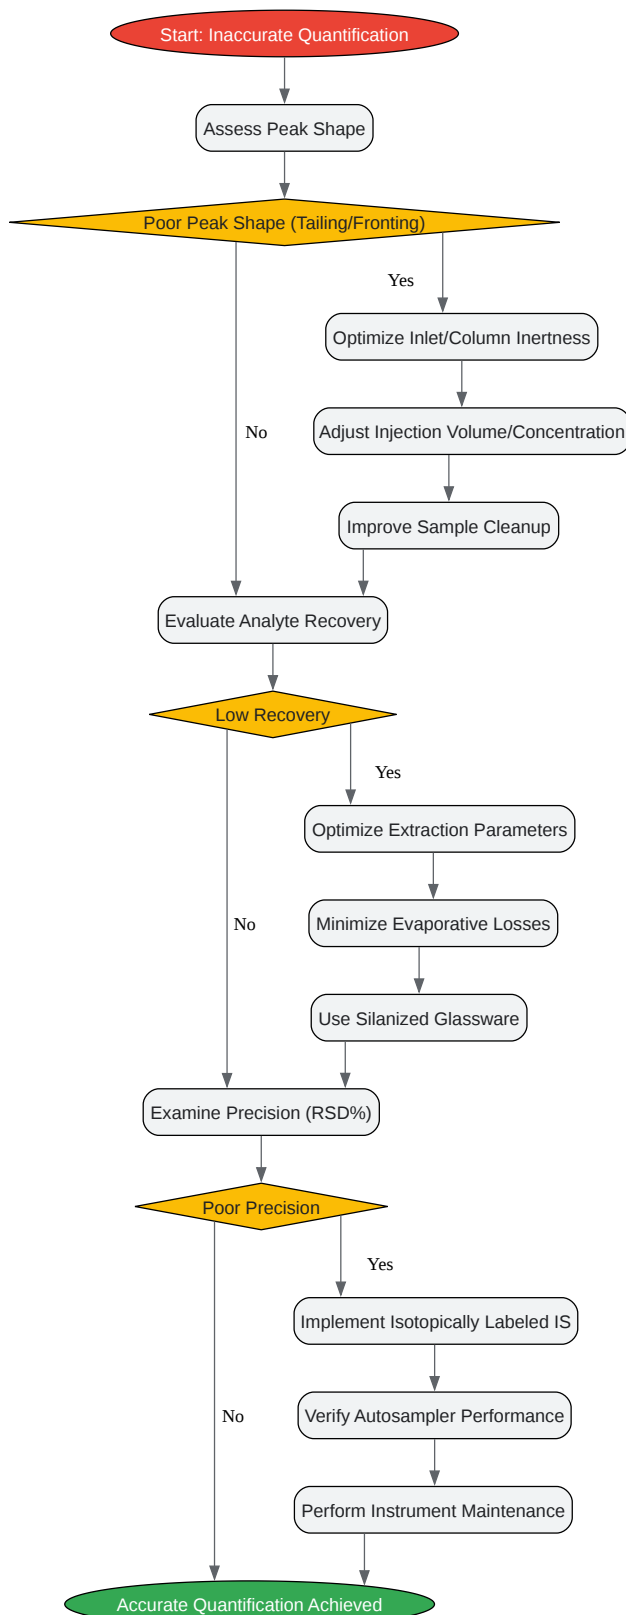 Start: Inaccurate Quantification
Assess Peak Shape
Poor Peak Shape (Tailing/Fronting)
Yes
Optimize Inlet/Column Inertness
No
Adjust Injection Volume/Concentration
Improve Sample Cleanup
Evaluate Analyte Recovery
Low Recovery
Yes
Optimize Extraction Parameters
No
Minimize Evaporative Losses
Use Silanized Glassware
Examine Precision (RSD%)
Poor Precision
Yes
Implement Isotopically Labeled IS
No
Verify Autosampler Performance
Perform Instrument Maintenance
Accurate Quantification Achieved